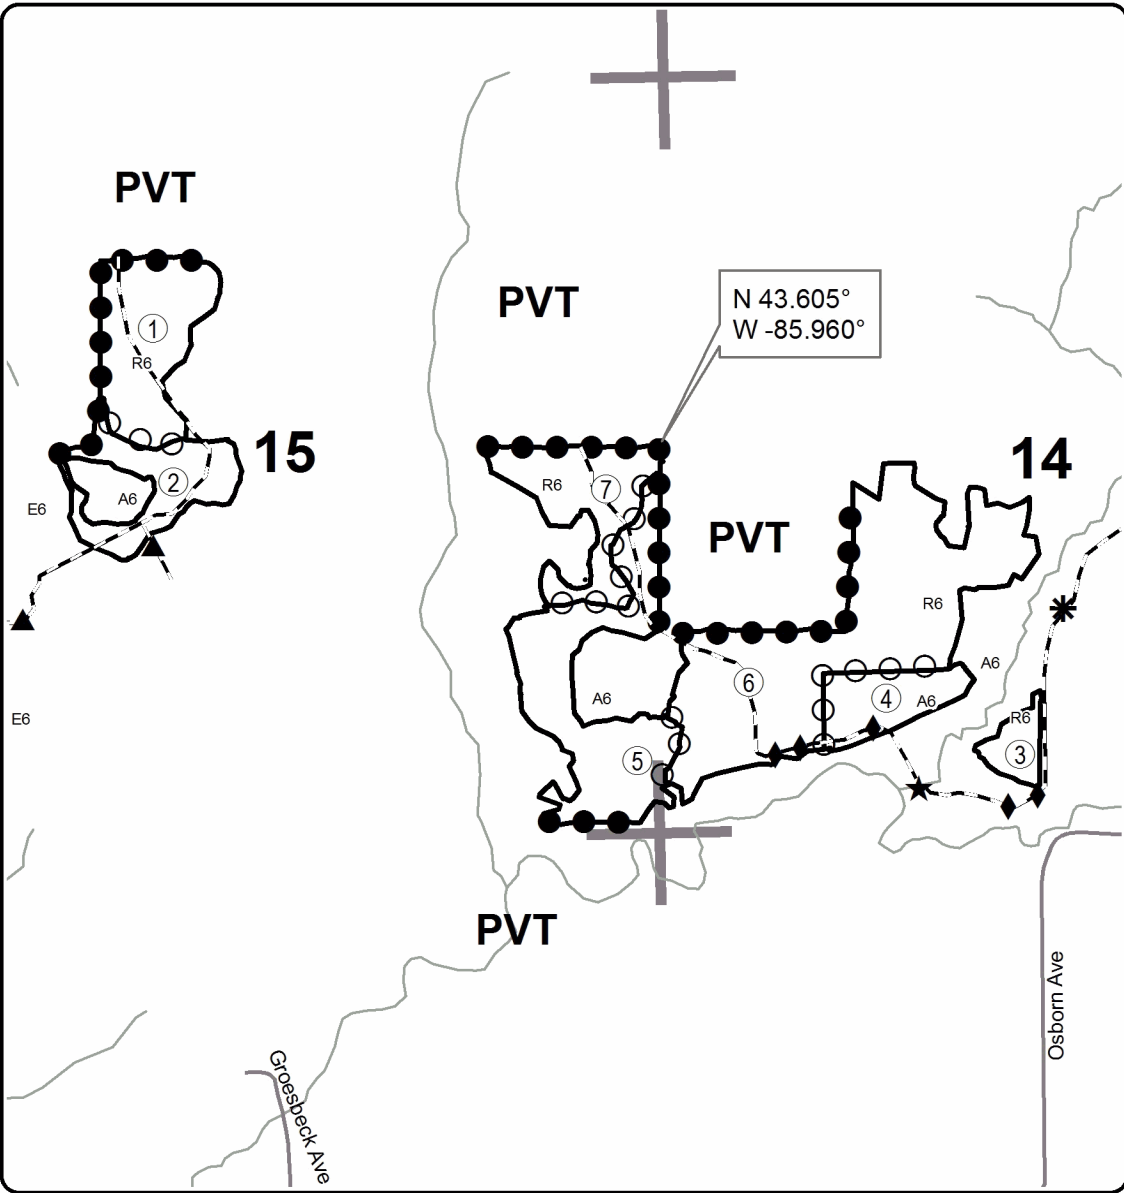 PVT
PVT
N 43.605°
W -85.960°
1
R6
15
14
2
A6
E6
R6
7
PVT
R6
A6
6
4
A6
A6
E6
R6
3
5
PVT
Osborn Ave
Groesbeck Ave